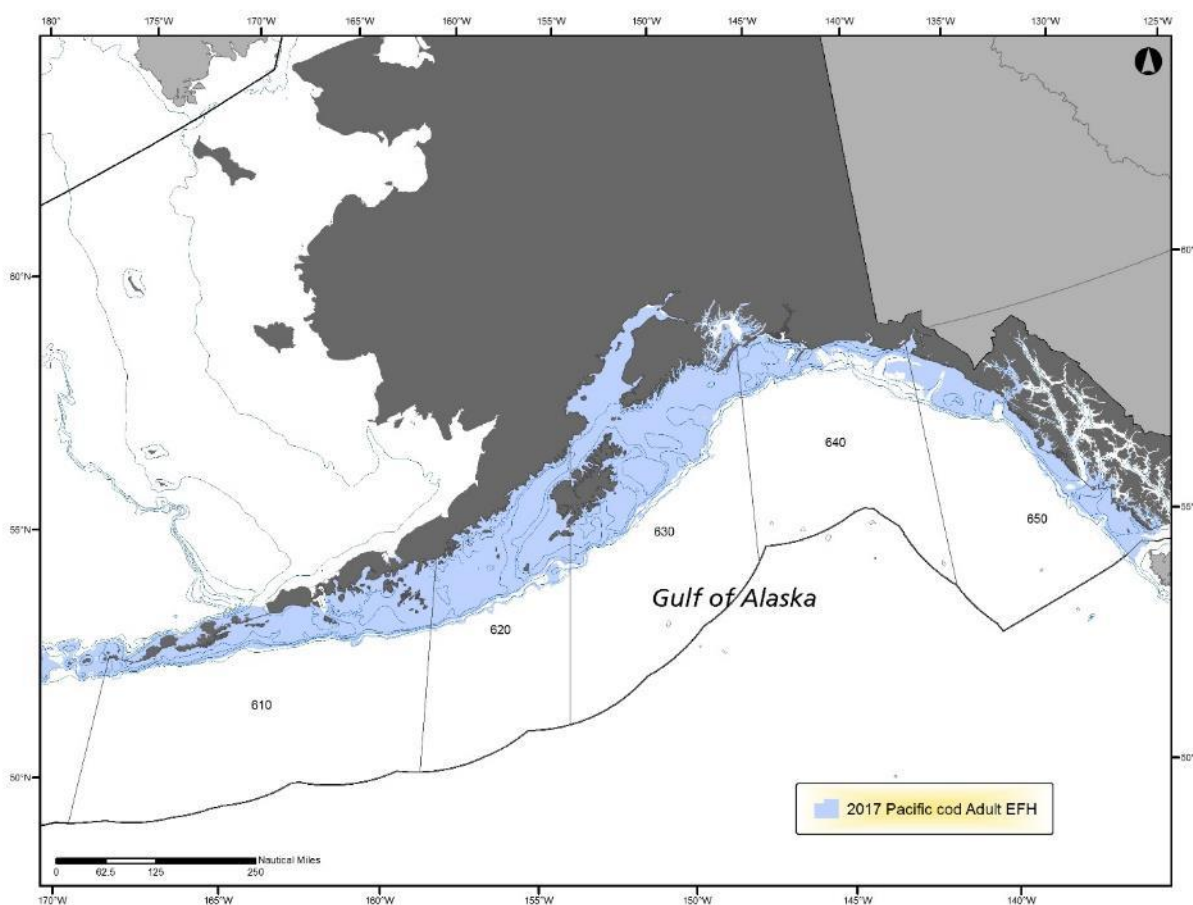 180° 175°W 170°W 165°W 160°W 155°W 150°W 145°W 140°W 135°W 130°W 125°W
60°N 60°N
640
55°N 55°N
650
630
Gulf of Alaska
620
610
50°N 50°N
2017 Pacific cod Adult EFH
Nautical Miles
0 62.5 125 250
170°W 165°W 160°W 155°W 150°W 145°W 140°W